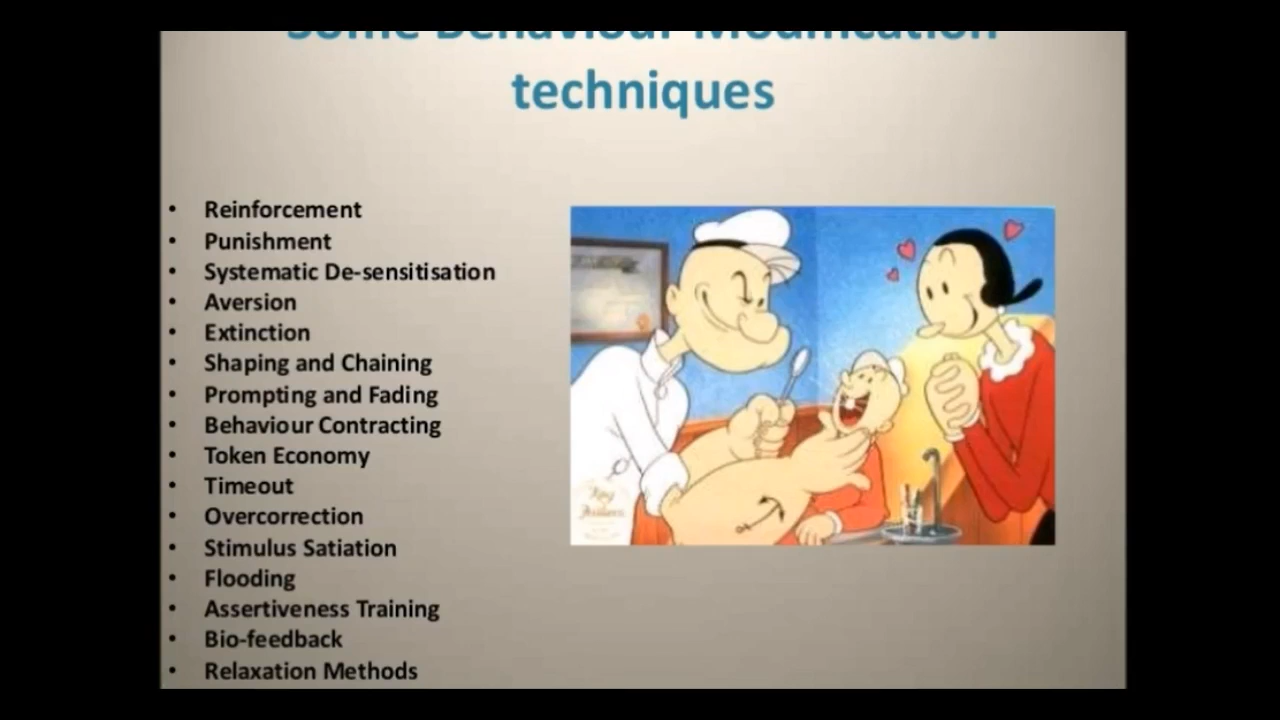 Some Behaviour Modification
techniques
• Reinforcement
• Punishment
• Systematic De-sensitisation
• Aversion
• Extinction
• Shaping and Chaining
• Prompting and Fading
• Behaviour Contracting
• Token Economy
• Timeout
• Overcorrection
• Stimulus Satiation
• Flooding
• Assertiveness Training
• Bio-feedback
• Relaxation Methods